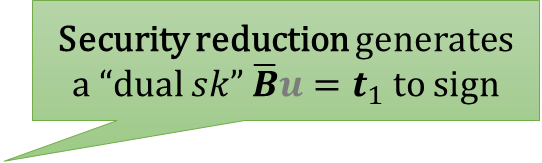 Security reduction generates
a “dual sk” B̅u = t₁ to sign